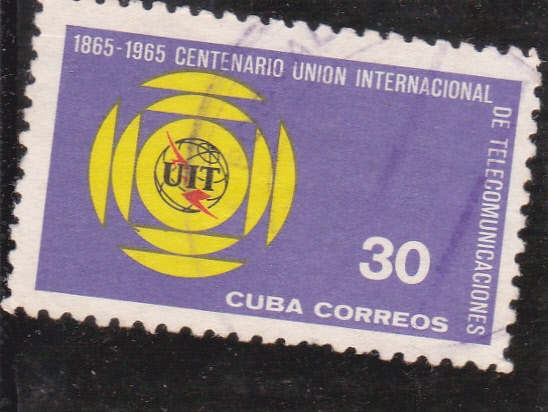 1865-1965 CENTENARIO UNION INTERNACIONAL
DE TELECOMUNICACIONES
UIT
30
CUBA CORREOS